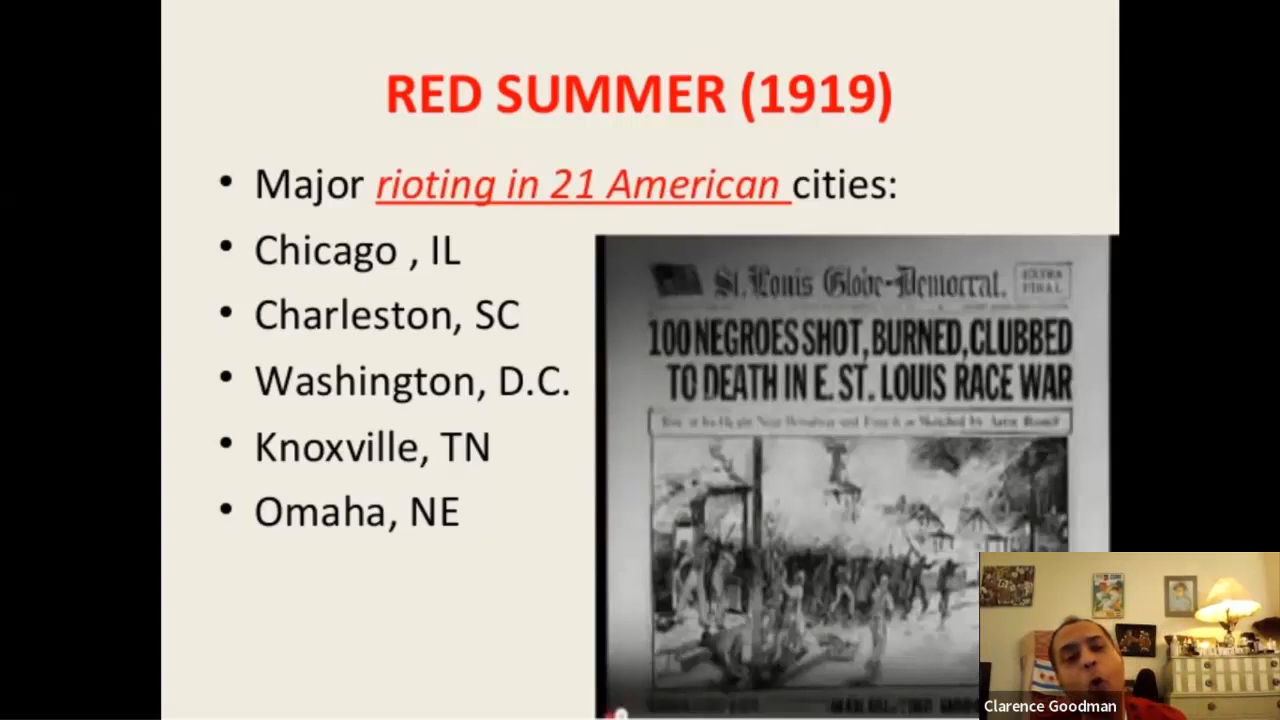 RED SUMMER (1919)
• Major rioting in 21 American cities:
• Chicago , IL
• Charleston, SC
• Washington, D.C.
• Knoxville, TN
• Omaha, NE
St. Louis Globe-Democrat.
EXTRA
FINAL
100 NEGROES SHOT, BURNED, CLUBBED
TO DEATH IN E. ST. LOUIS RACE WAR
Clarence Goodman